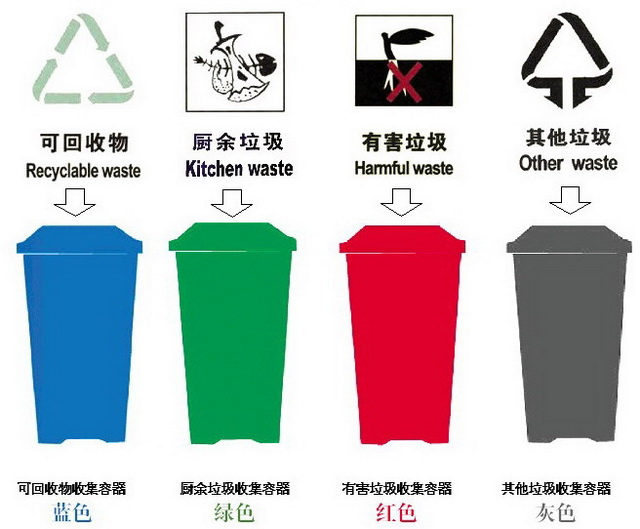 可回收物
Recyclable waste
厨余垃圾
Kitchen waste
有害垃圾
Harmful waste
其他垃圾
Other waste
可回收物收集容器
蓝色
厨余垃圾收集容器
绿色
有害垃圾收集容器
红色
其他垃圾收集容器
灰色